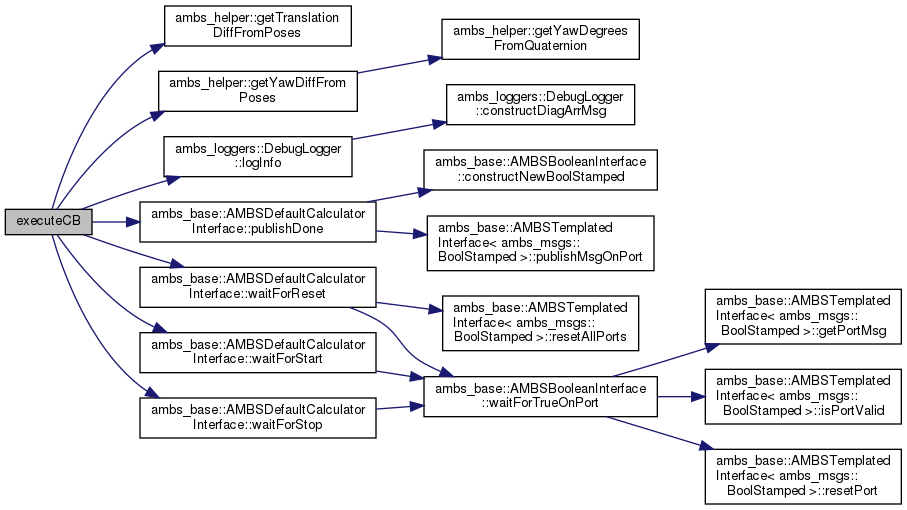 executeCB
ambs_helper::getTranslation
DiffFromPoses
ambs_helper::getYawDiffFrom
Poses
ambs_loggers::DebugLogger
::logInfo
ambs_base::AMBSDefaultCalculator
Interface::publishDone
ambs_base::AMBSDefaultCalculator
Interface::waitForReset
ambs_base::AMBSDefaultCalculator
Interface::waitForStart
ambs_base::AMBSDefaultCalculator
Interface::waitForStop
ambs_helper::getYawDegrees
FromQuaternion
ambs_loggers::DebugLogger
::constructDiagArrMsg
ambs_base::AMBSBooleanInterface
::constructNewBoolStamped
ambs_base::AMBSTemplated
Interface< ambs_msgs::
BoolStamped >::publishMsgOnPort
ambs_base::AMBSTemplated
Interface< ambs_msgs::
BoolStamped >::resetAllPorts
ambs_base::AMBSBooleanInterface
::waitForTrueOnPort
ambs_base::AMBSTemplated
Interface< ambs_msgs::
BoolStamped >::getPortMsg
ambs_base::AMBSTemplated
Interface< ambs_msgs::
BoolStamped >::isPortValid
ambs_base::AMBSTemplated
Interface< ambs_msgs::
BoolStamped >::resetPort